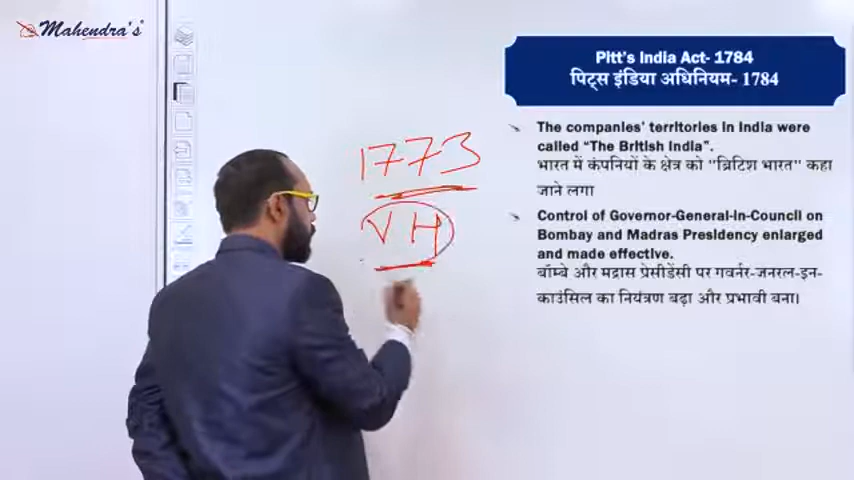 Mahendra's
Pitt's India Act- 1784
पिट्स इंडिया अधिनियम- 1784
The companies' territories in India were
called "The British India".
भारत में कंपनियों के क्षेत्र को "ब्रिटिश भारत" कहा
जाने लगा
Control of Governor-General-in-Council on
Bombay and Madras Presidency enlarged
and made effective.
बॉम्बे और मद्रास प्रेसीडेंसी पर गवर्नर-जनरल-इन-
काउंसिल का नियंत्रण बढ़ा और प्रभावी बना।
1773
VH